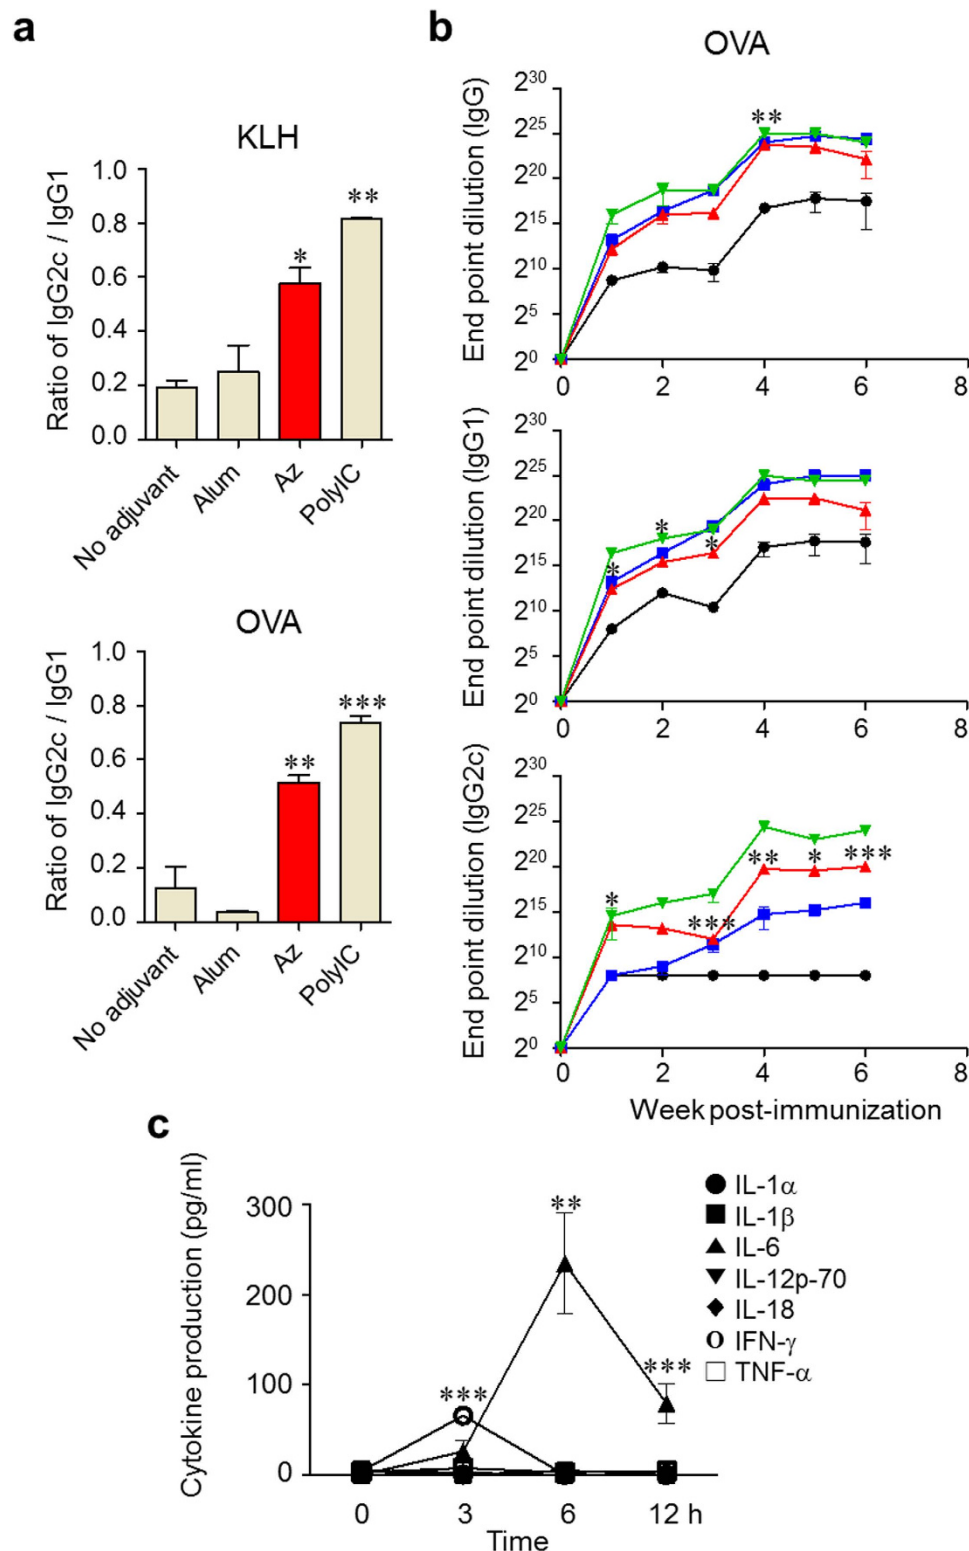 a
KLH
Ratio of IgG2c / IgG1
1.0
0.8
0.6
0.4
0.2
0.0
*
**
No adjuvant
Alum
Az
PolyIC
OVA
Ratio of IgG2c / IgG1
1.0
0.8
0.6
0.4
0.2
0.0
**
***
No adjuvant
Alum
Az
PolyIC
b
OVA
End point dilution (IgG)
2^30
2^25
2^20
2^15
2^10
2^5
2^0
**
0 2 4 6 8
End point dilution (IgG1)
2^30
2^25
2^20
2^15
2^10
2^5
2^0
* * *
0 2 4 6 8
End point dilution (IgG2c)
2^30
2^25
2^20
2^15
2^10
2^5
2^0
* *** ** * ***
0 2 4 6 8
Week post-immunization
c
Cytokine production (pg/ml)
300
200
100
0
*** ** ***
0 3 6 12 h
Time
IL-1α
IL-1β
IL-6
IL-12p-70
IL-18
IFN-γ
TNF-α